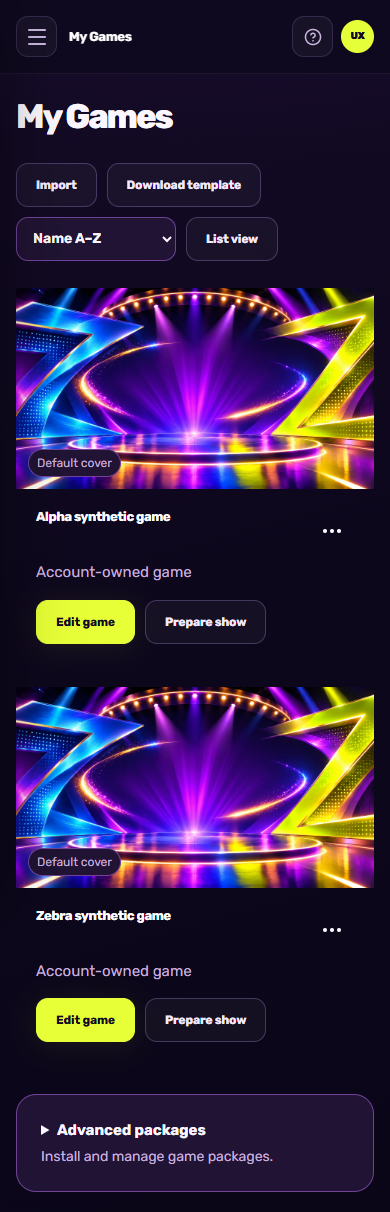 My Games
UX
My Games
Import
Download template
Name A–Z
List view
Default cover
Alpha synthetic game
Account-owned game
Edit game
Prepare show
Default cover
Zebra synthetic game
Account-owned game
Edit game
Prepare show
Advanced packages
Install and manage game packages.